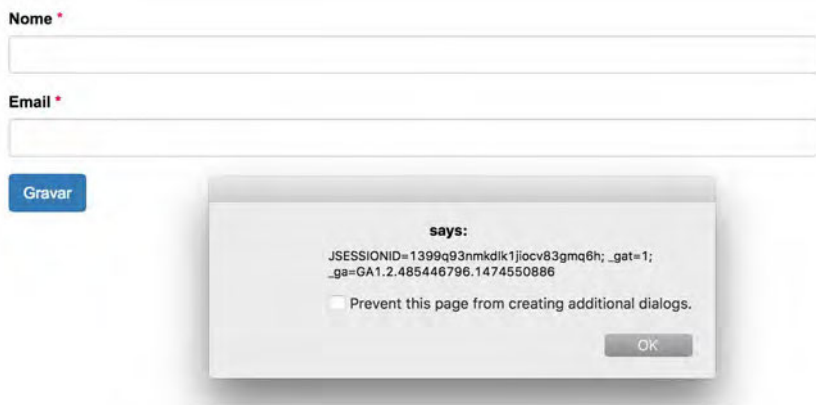 Nome *
Email *
Gravar
says:
JSESSIONID=1399q93nmkdlk1jiocv83gmq6h; _gat=1;
_ga=GA1.2.485446796.1474550886
Prevent this page from creating additional dialogs.
OK